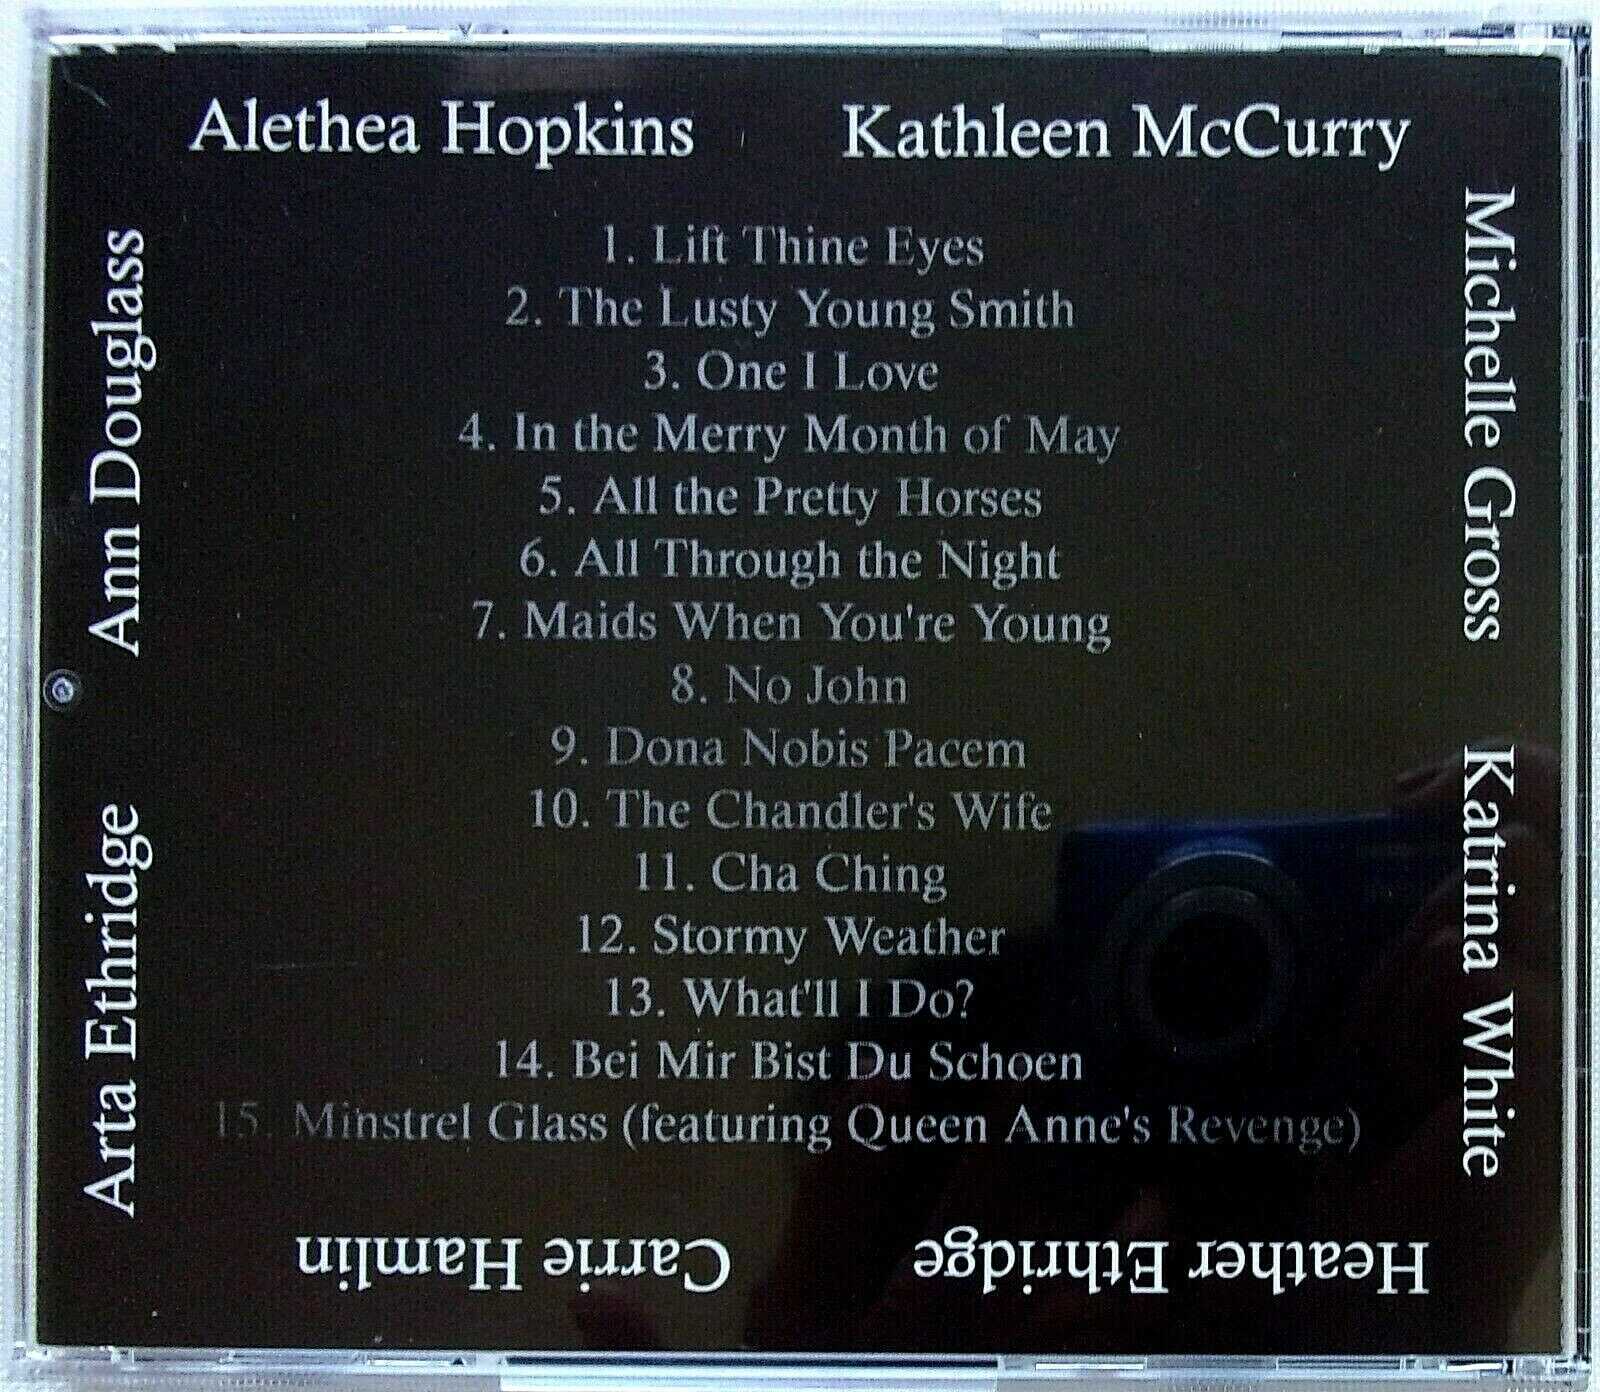 Alethea Hopkins
Kathleen McCurry
Michelle Gross
Katrina White
Heather Ethridge
Carrie Hamlin
Arta Ethridge
Ann Douglass
1. Lift Thine Eyes
2. The Lusty Young Smith
3. One I Love
4. In the Merry Month of May
5. All the Pretty Horses
6. All Through the Night
7. Maids When You're Young
8. No John
9. Dona Nobis Pacem
10. The Chandler's Wife
11. Cha Ching
12. Stormy Weather
13. What'll I Do?
14. Bei Mir Bist Du Schoen
15. Minstrel Glass (featuring Queen Anne's Revenge)